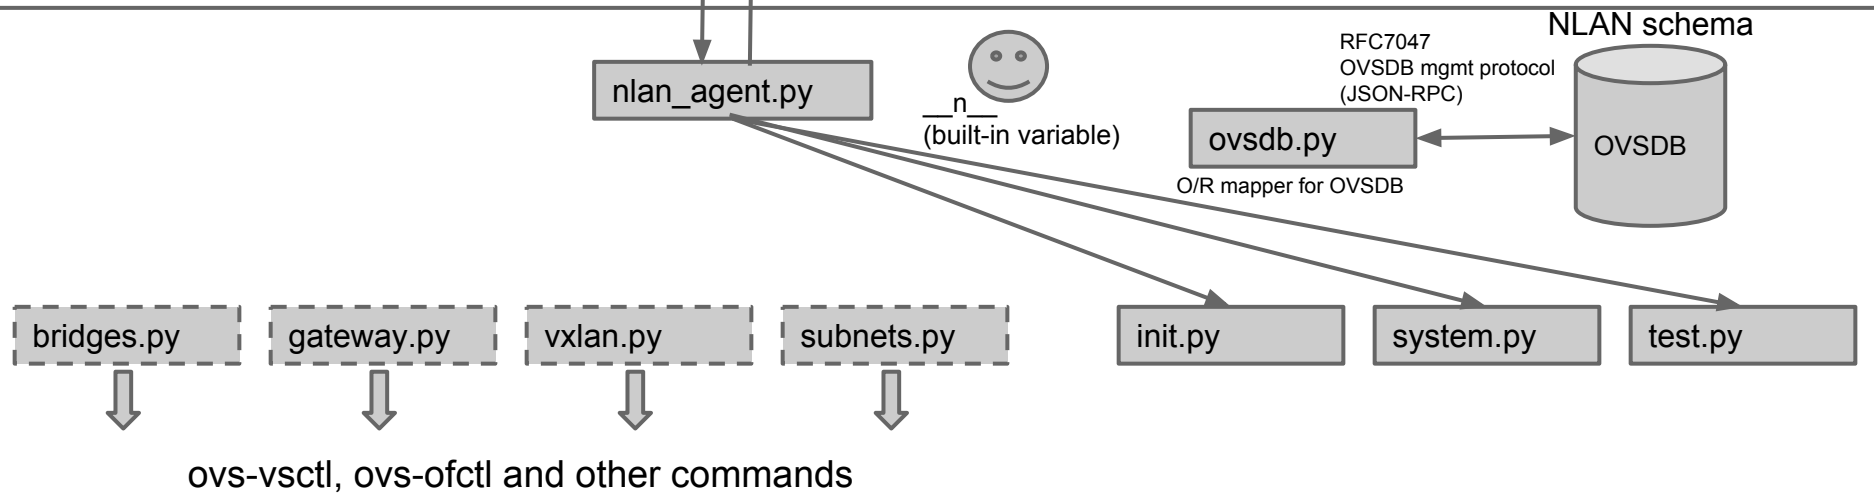 NLAN schema
RFC7047
OVSDB mgmt protocol
(JSON-RPC)
nlan_agent.py
__n__
(built-in variable)
ovsdb.py
OVSDB
O/R mapper for OVSDB
bridges.py
gateway.py
vxlan.py
subnets.py
init.py
system.py
test.py
ovs-vsctl, ovs-ofctl and other commands